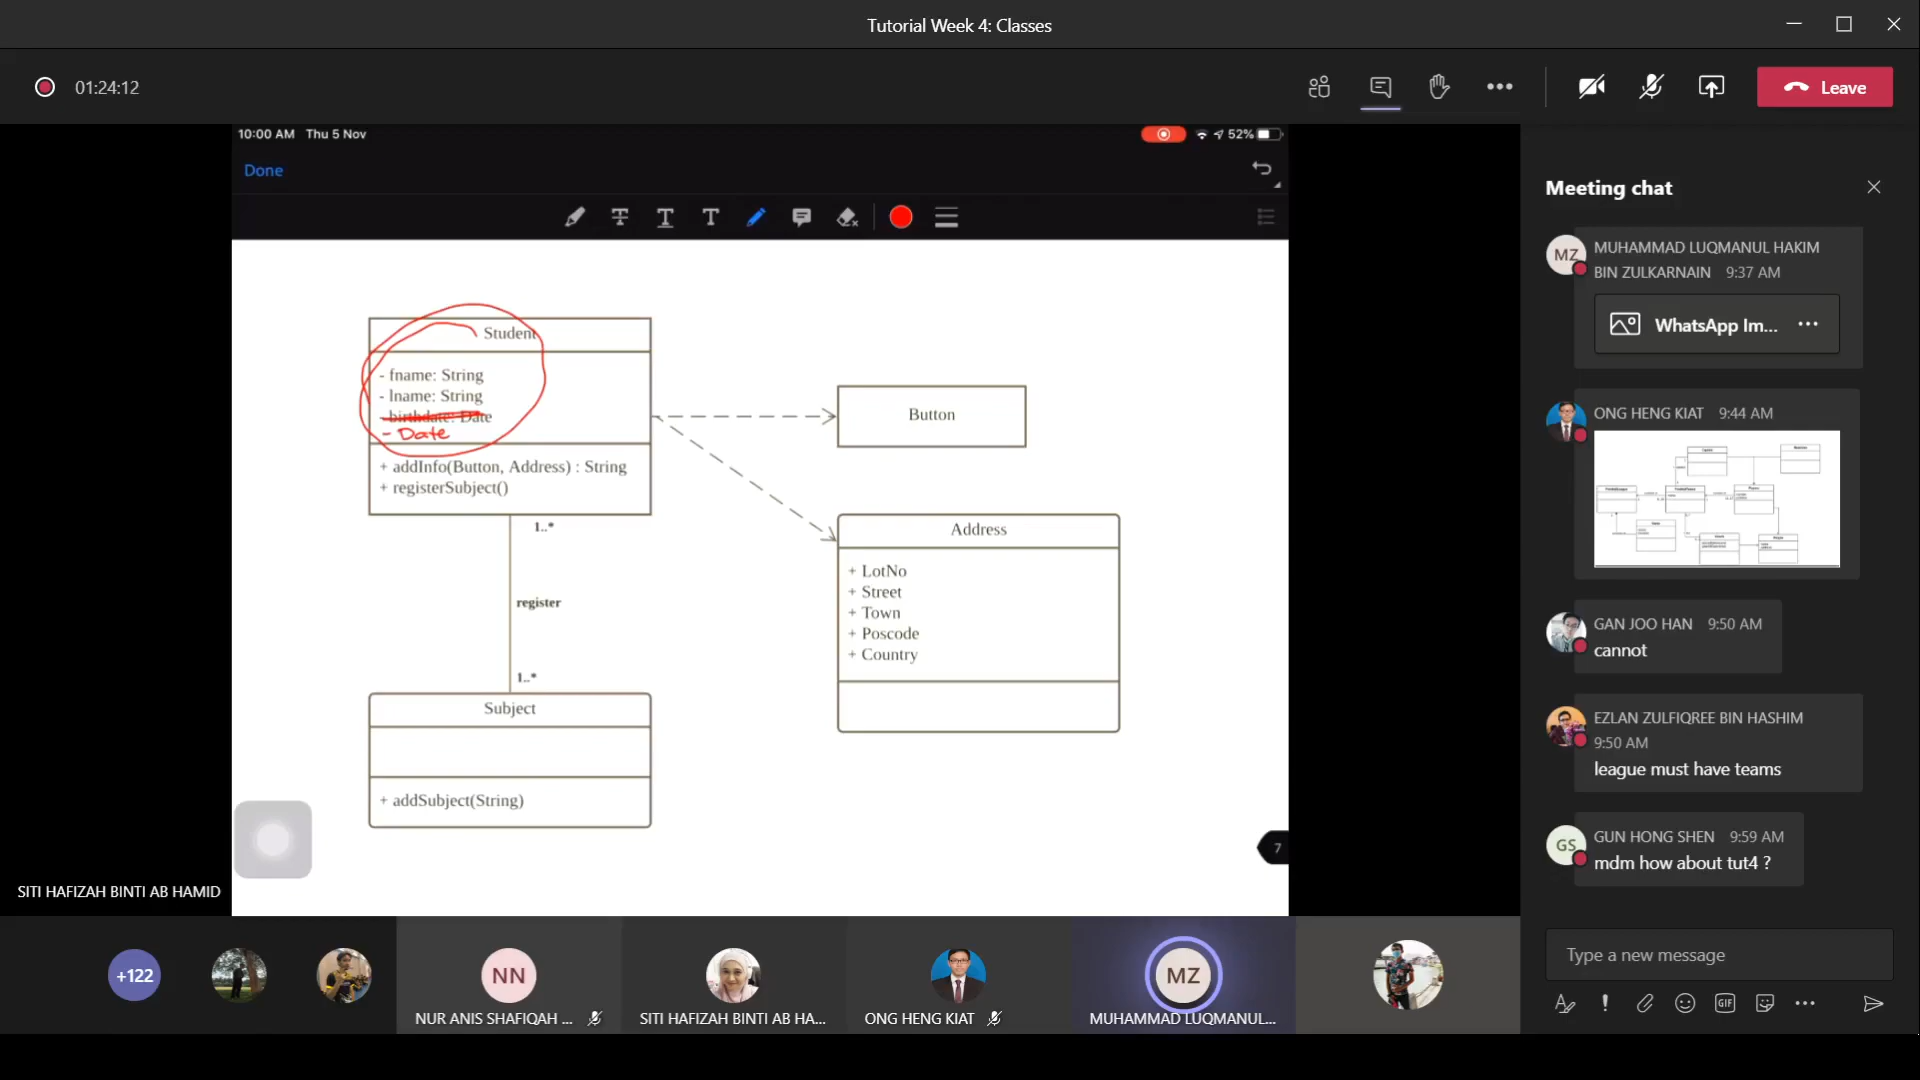 Tutorial Week 4: Classes
01:24:12
Leave
10:00 AM Thu 5 Nov
52%
Done
Student
- fname: String
- lname: String
- birthdate: Date
- Date
+ addInfo(Button, Address) : String
+ registerSubject()
Button
1..*
register
1..*
Address
+ LotNo
+ Street
+ Town
+ Poscode
+ Country
Subject
+ addSubject(String)
7
SITI HAFIZAH BINTI AB HAMID
Meeting chat
MZ
MUHAMMAD LUQMANUL HAKIM
BIN ZULKARNAIN 9:37 AM
WhatsApp Im...
ONG HENG KIAT 9:44 AM
GAN JOO HAN 9:50 AM
cannot
EZLAN ZULFIQREE BIN HASHIM
9:50 AM
league must have teams
GS
GUN HONG SHEN 9:59 AM
mdm how about tut4 ?
Type a new message
GIF
+122
NN
NUR ANIS SHAFIQAH ...
SITI HAFIZAH BINTI AB HA...
ONG HENG KIAT
MZ
MUHAMMAD LUQMANUL...